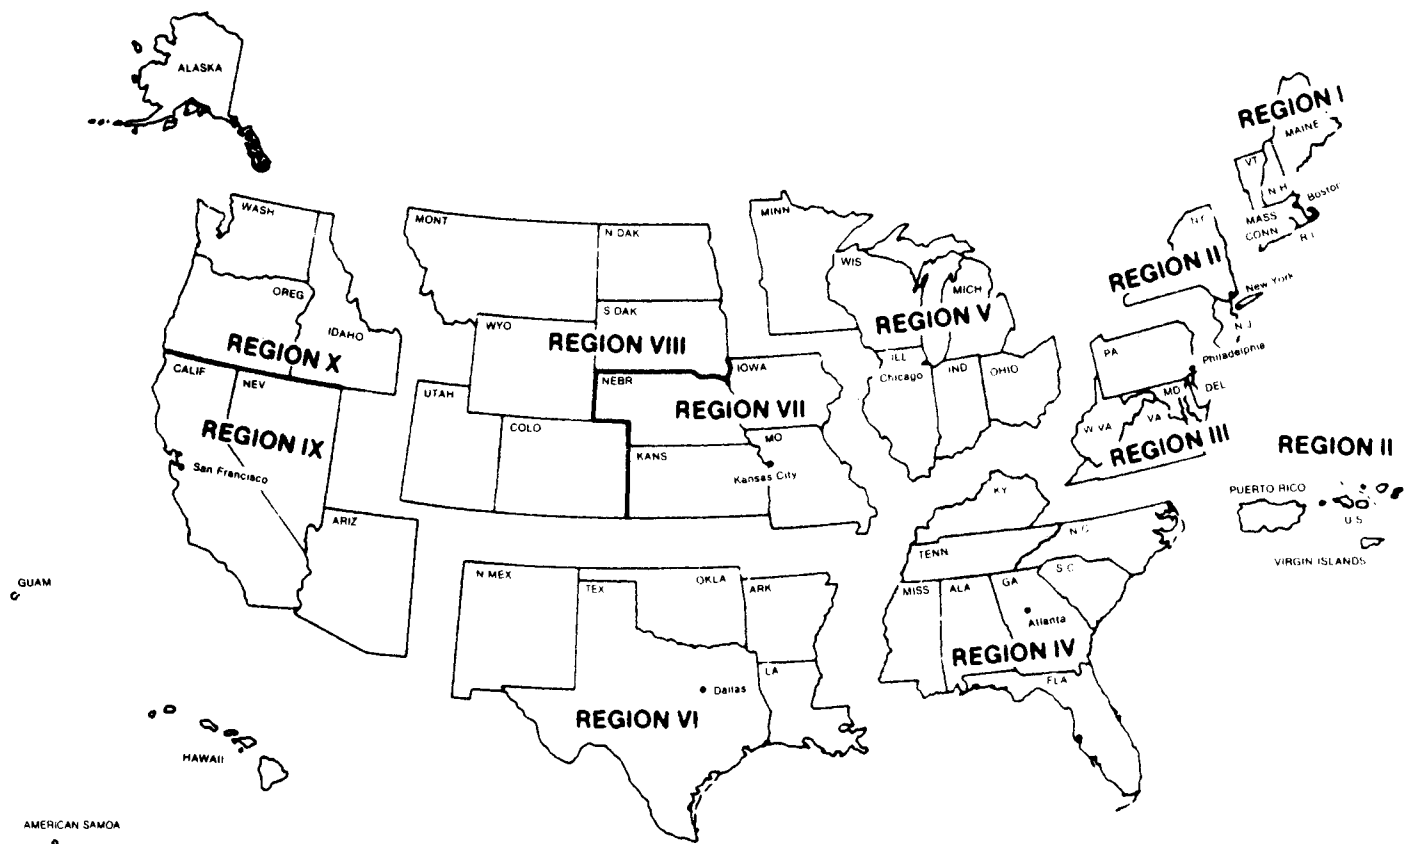 ALASKA
REGION I
MAINE
VT
N H
Boston
MASS
CONN
R I
WASH
MONT
N DAK
MINN
N Y
OREG
S DAK
WIS
MICH
REGION II
New York
IDAHO
WYO
REGION VIII
REGION V
N J
REGION X
PA
Philadelphia
CALIF
NEV
UTAH
NEBR
IOWA
ILL
Chicago
IND
OHIO
MD
DEL
REGION IX
COLO
REGION VII
W VA
VA
REGION III
REGION II
San Francisco
KANS
MO
Kansas City
KY
PUERTO RICO
U.S
VIRGIN ISLANDS
ARIZ
TENN
N C
GUAM
N MEX
TEX
OKLA
ARK
MISS
ALA
GA
S C
Atlanta
LA
Dallas
REGION IV
FLA
REGION VI
HAWAII
AMERICAN SAMOA